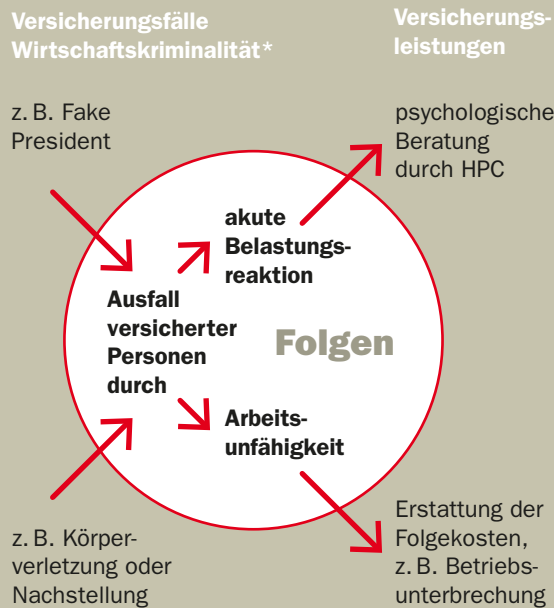 Versicherungsfälle
Wirtschaftskriminalität*
Versicherungs-
leistungen
z. B. Fake
President
psychologische
Beratung
durch HPC
akute
Belastungs-
reaktion
Ausfall
versicherter
Personen
durch
Folgen
Arbeits-
unfähigkeit
z. B. Körper-
verletzung oder
Nachstellung
Erstattung der
Folgekosten,
z. B. Betriebs-
unterbrechung